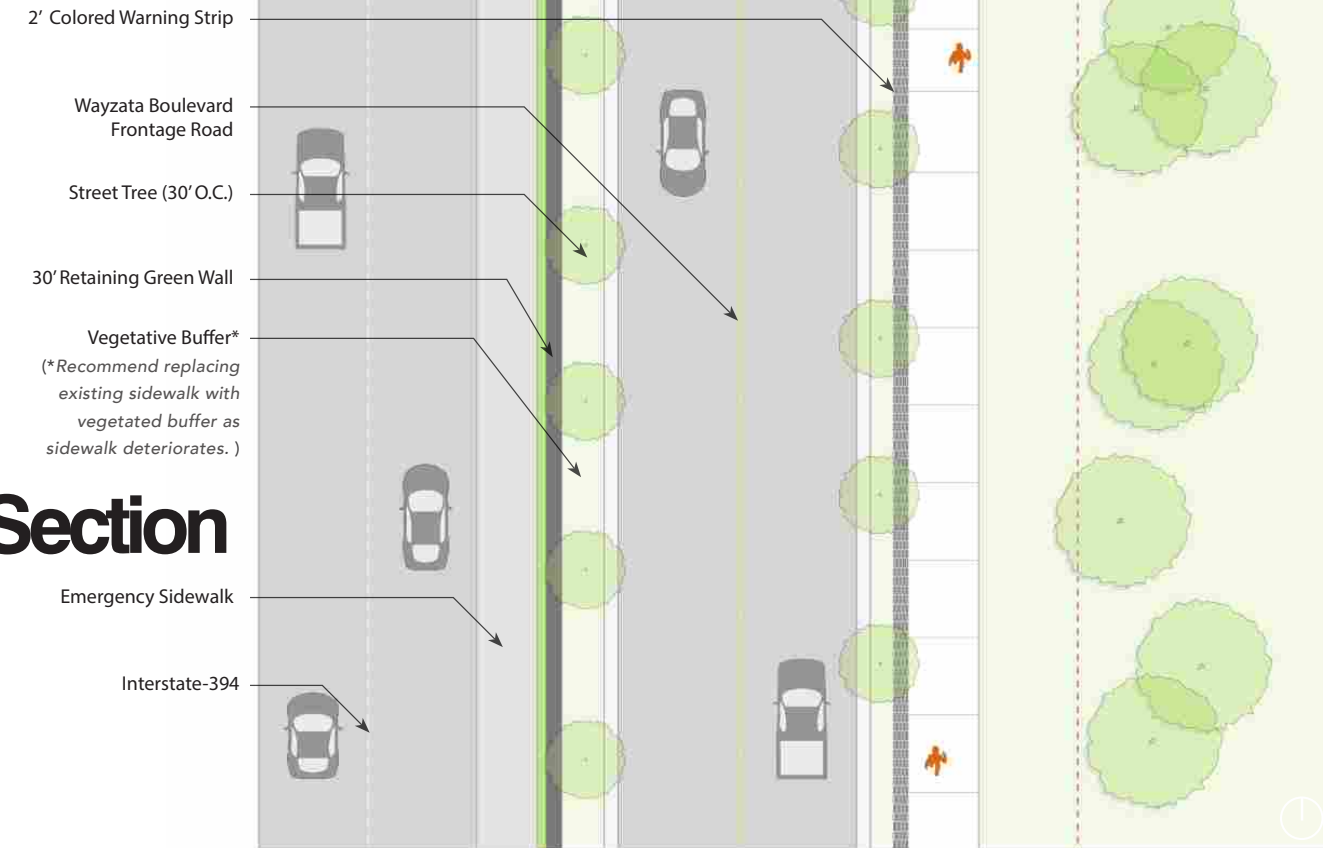 2’ Colored Warning Strip
Wayzata Boulevard
Frontage Road
Street Tree (30’ O.C.)
30’ Retaining Green Wall
Vegetative Buffer*
(*Recommend replacing
existing sidewalk with
vegetated buffer as
sidewalk deteriorates. )
Section
Emergency Sidewalk
Interstate-394